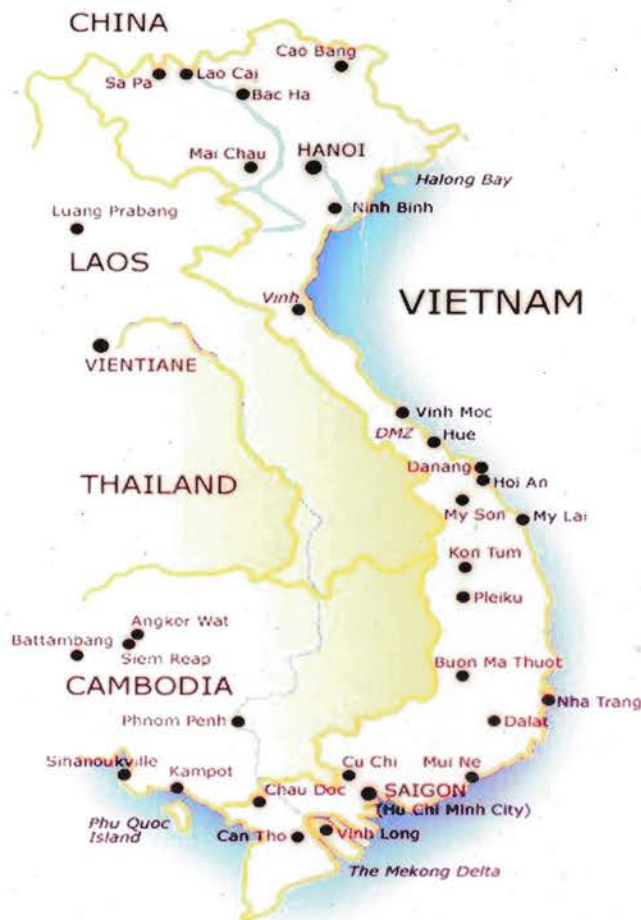 CHINA
Cao Bang
Sa Pa
Lao Cai
Bac Ha
Mai Chau
HANOI
Halong Bay
Luang Prabang
Ninh Binh
LAOS
Vinh
VIETNAM
VIENTIANE
Vinh Moc
DMZ
Hue
Danang
Hoi An
THAILAND
My Son
My Lai
Kon Tum
Pleiku
Angkor Wat
Battambang
Siem Reap
Buon Ma Thuot
CAMBODIA
Nha Trang
Phnom Penh
Dalat
Sinanoukville
Cu Chi
Mui Ne
Kampot
Chau Doc
SAIGON
(Hu Chi Minh City)
Phu Quoc
Island
Can Tho
Vinh Long
The Mekong Delta